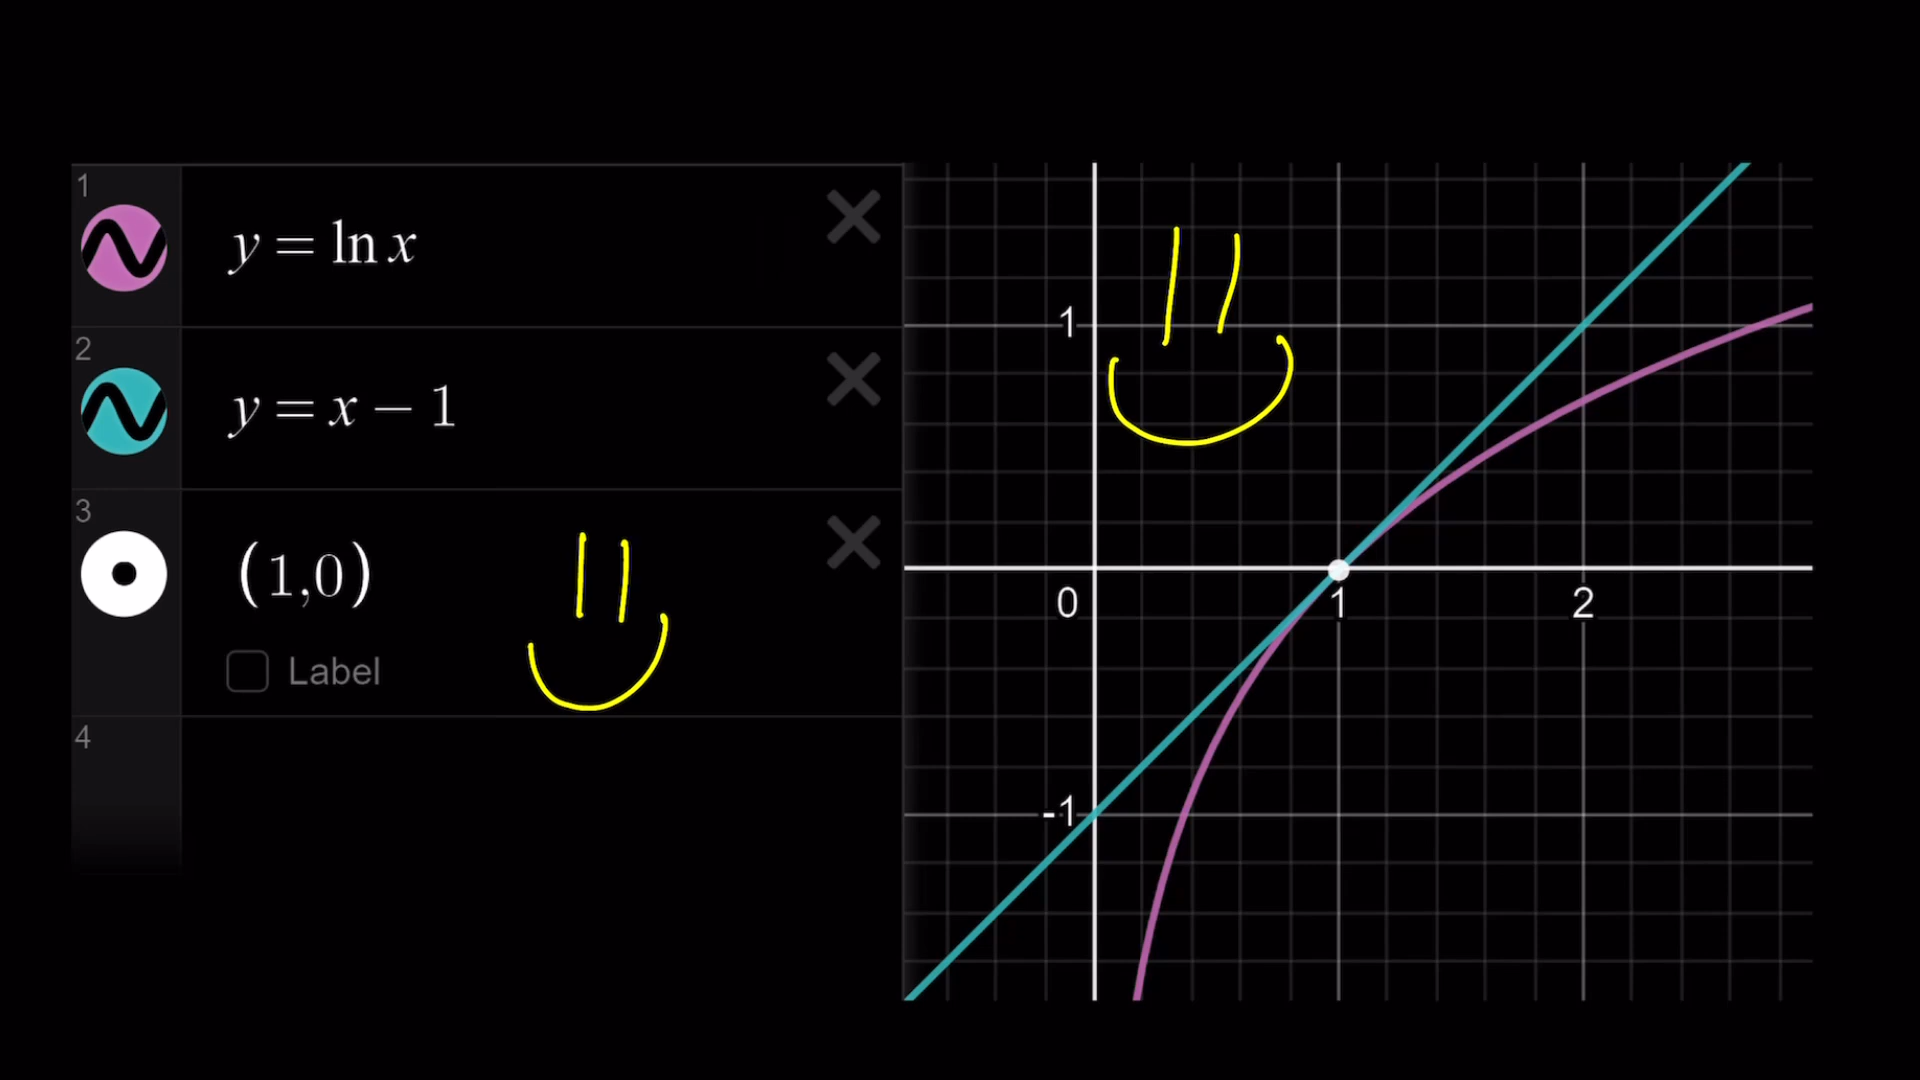 1
y = ln x
2
y = x − 1
3
(1,0)
Label
4
1
0 1 2
-1